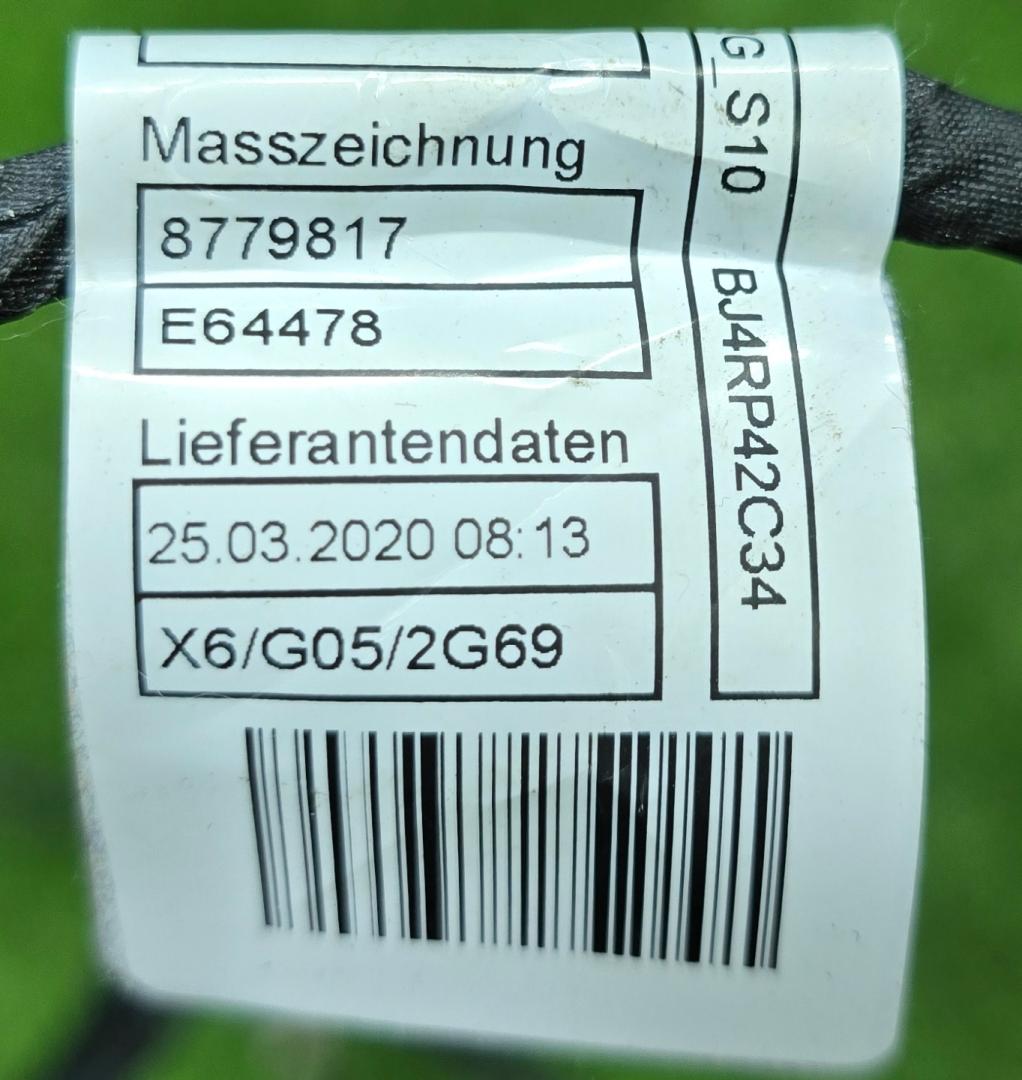 Masszeichnung
8779817
E64478
Lieferantendaten
25.03.2020 08:13
X6/G05/2G69
G_S10 BJ4RP42C34